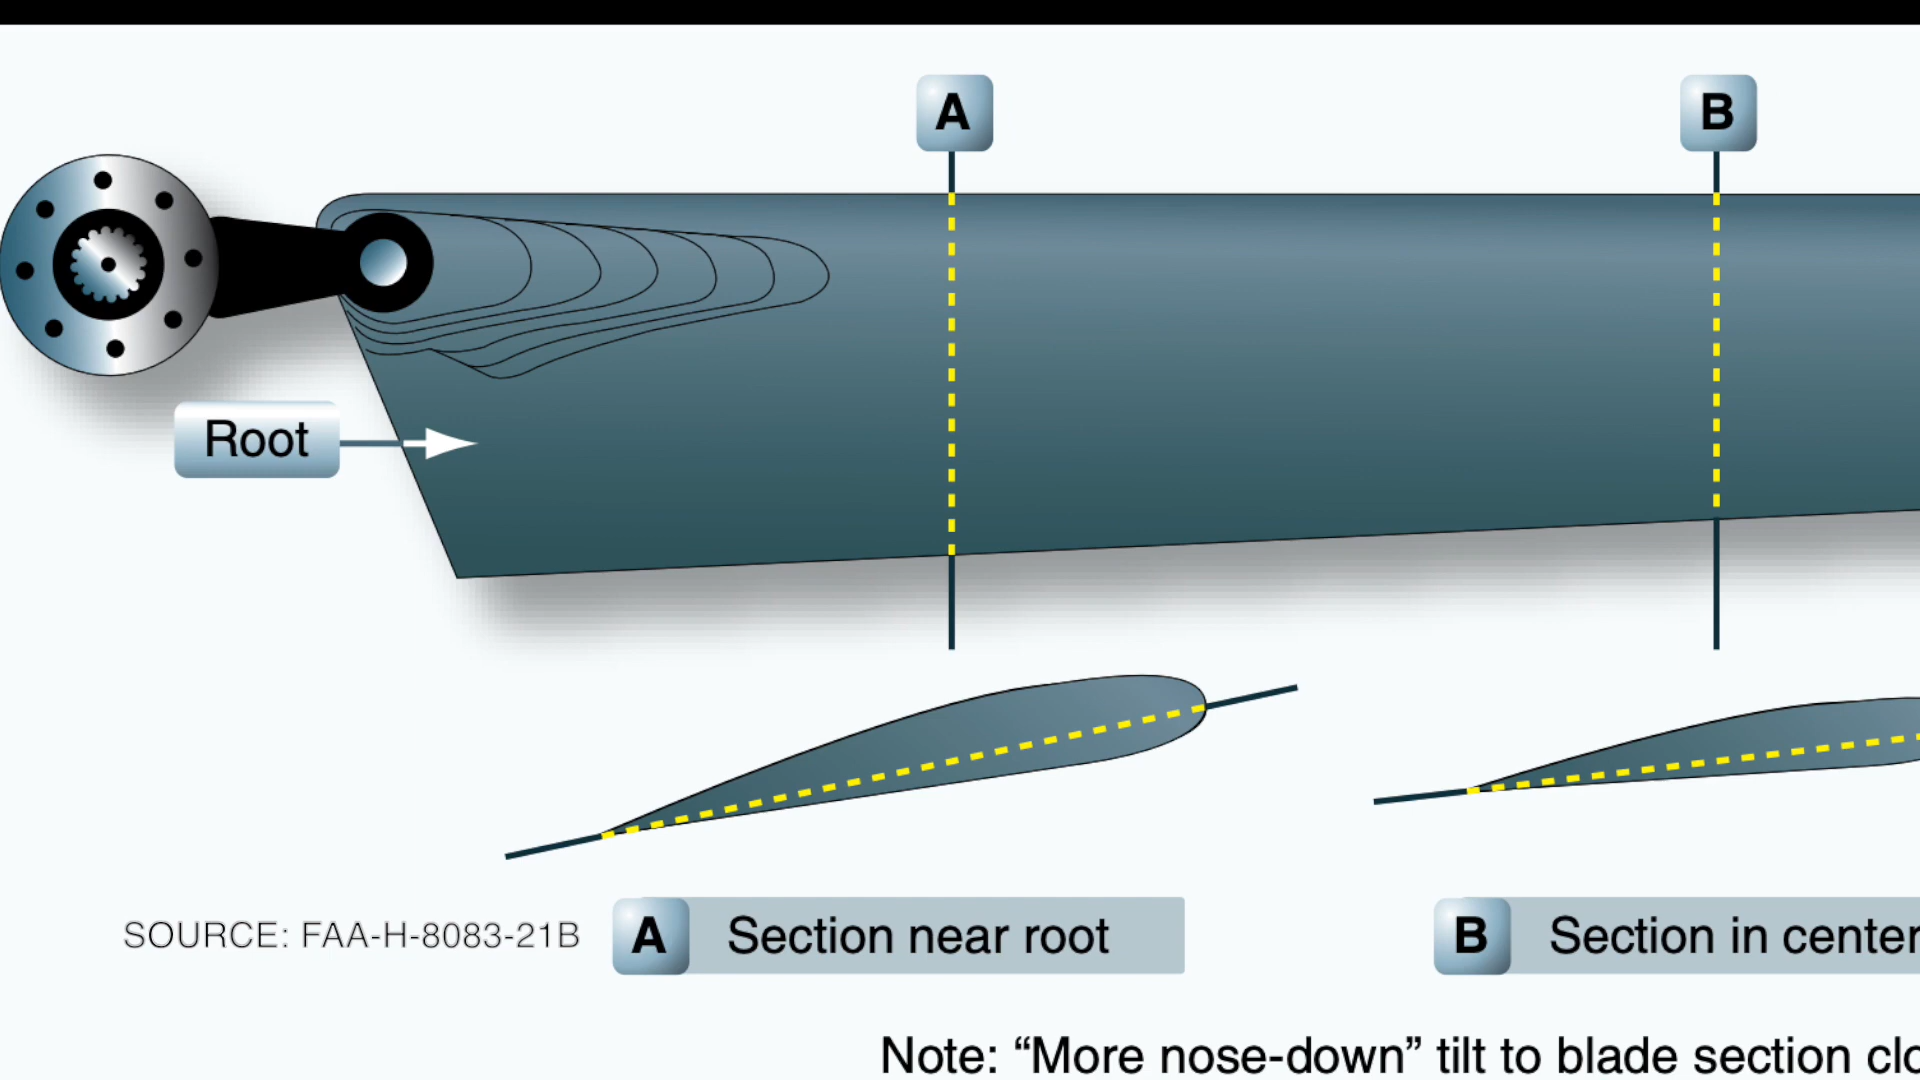 A
B
Root
SOURCE: FAA-H-8083-21B
A Section near root
B Section in center
Note: “More nose-down” tilt to blade section